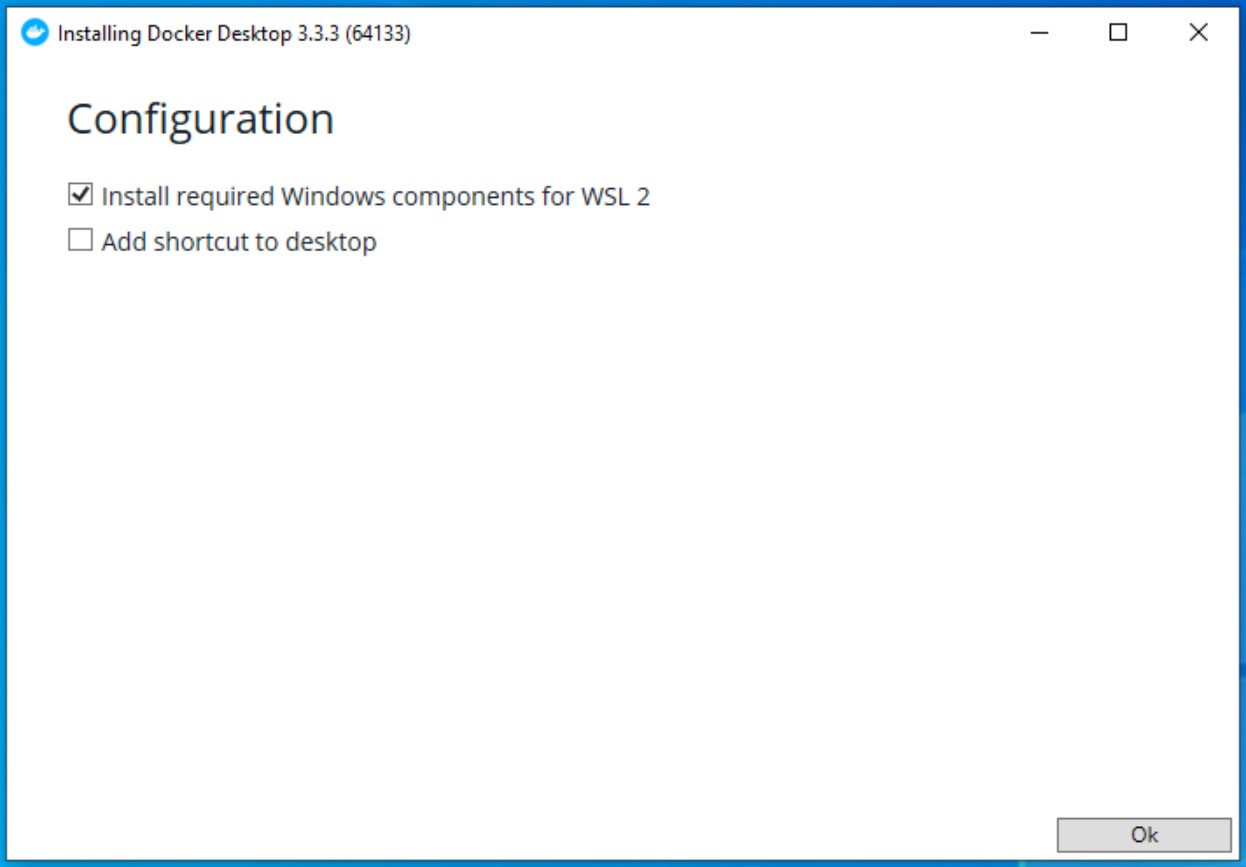 Installing Docker Desktop 3.3.3 (64133)
Configuration
Install required Windows components for WSL 2
Add shortcut to desktop
Ok